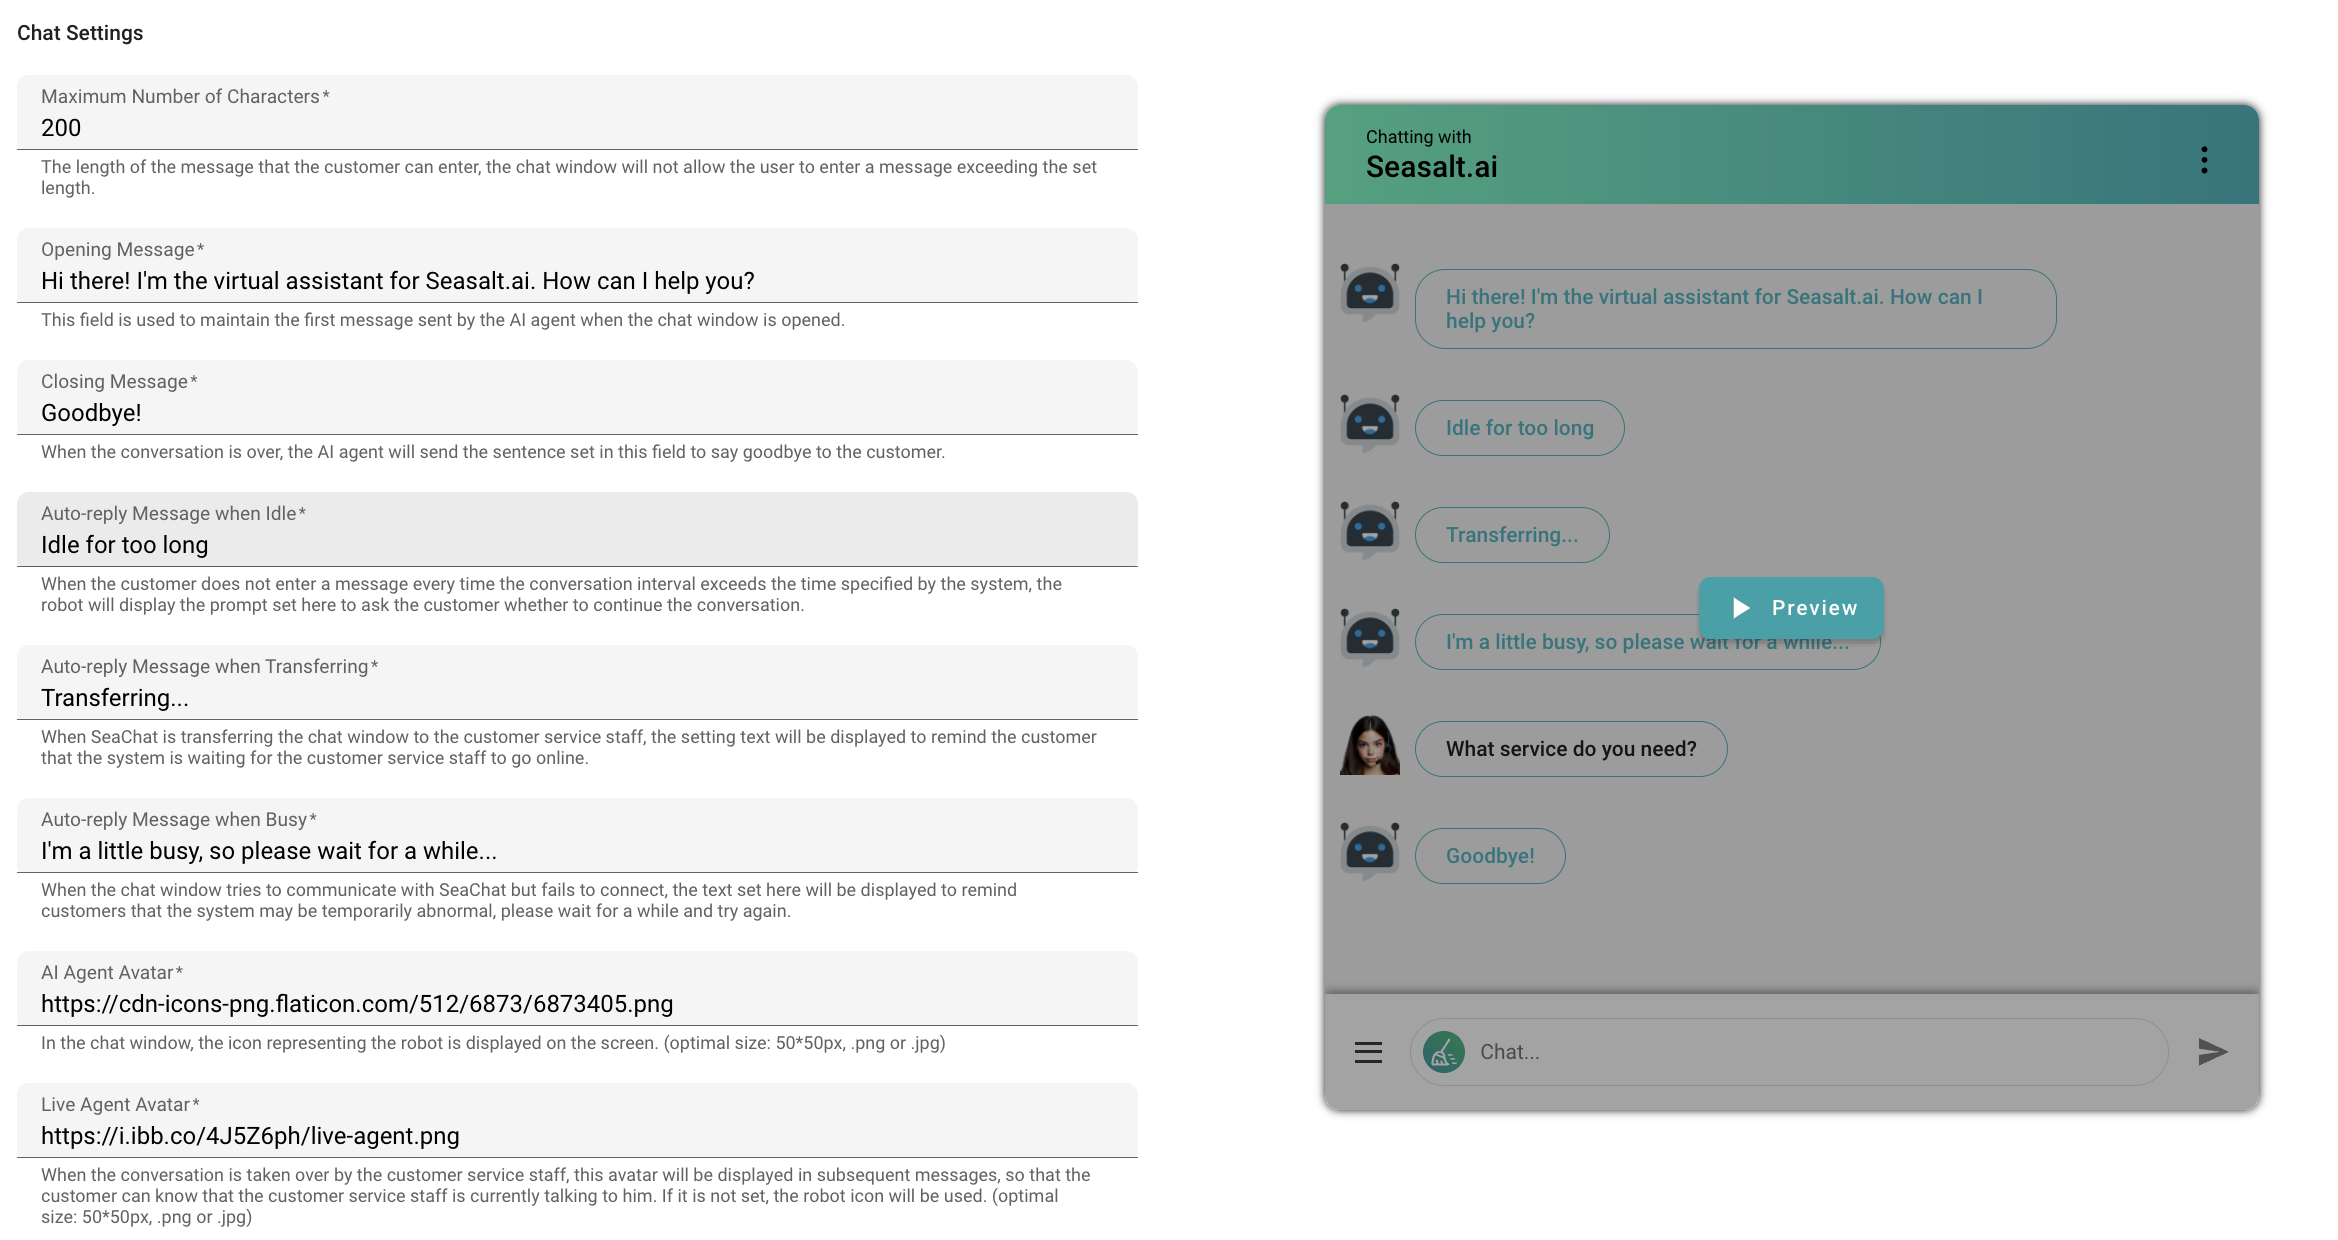 Chat Settings
Maximum Number of Characters*
200
The length of the message that the customer can enter, the chat window will not allow the user to enter a message exceeding the set
length.
Opening Message*
Hi there! I'm the virtual assistant for Seasalt.ai. How can I help you?
This field is used to maintain the first message sent by the AI agent when the chat window is opened.
Closing Message*
Goodbye!
When the conversation is over, the AI agent will send the sentence set in this field to say goodbye to the customer.
Auto-reply Message when Idle*
Idle for too long
When the customer does not enter a message every time the conversation interval exceeds the time specified by the system, the
robot will display the prompt set here to ask the customer whether to continue the conversation.
Auto-reply Message when Transferring*
Transferring...
When SeaChat is transferring the chat window to the customer service staff, the setting text will be displayed to remind the customer
that the system is waiting for the customer service staff to go online.
Auto-reply Message when Busy*
I'm a little busy, so please wait for a while...
When the chat window tries to communicate with SeaChat but fails to connect, the text set here will be displayed to remind
customers that the system may be temporarily abnormal, please wait for a while and try again.
AI Agent Avatar*
https://cdn-icons-png.flaticon.com/512/6873/6873405.png
In the chat window, the icon representing the robot is displayed on the screen. (optimal size: 50*50px, .png or .jpg)
Live Agent Avatar*
https://i.ibb.co/4J5Z6ph/live-agent.png
When the conversation is taken over by the customer service staff, this avatar will be displayed in subsequent messages, so that the
customer can know that the customer service staff is currently talking to him. If it is not set, the robot icon will be used. (optimal
size: 50*50px, .png or .jpg)
Chatting with
Seasalt.ai
Hi there! I'm the virtual assistant for Seasalt.ai. How can I
help you?
Idle for too long
Transferring...
Preview
I'm a little busy, so please wait for a while...
What service do you need?
Goodbye!
Chat...